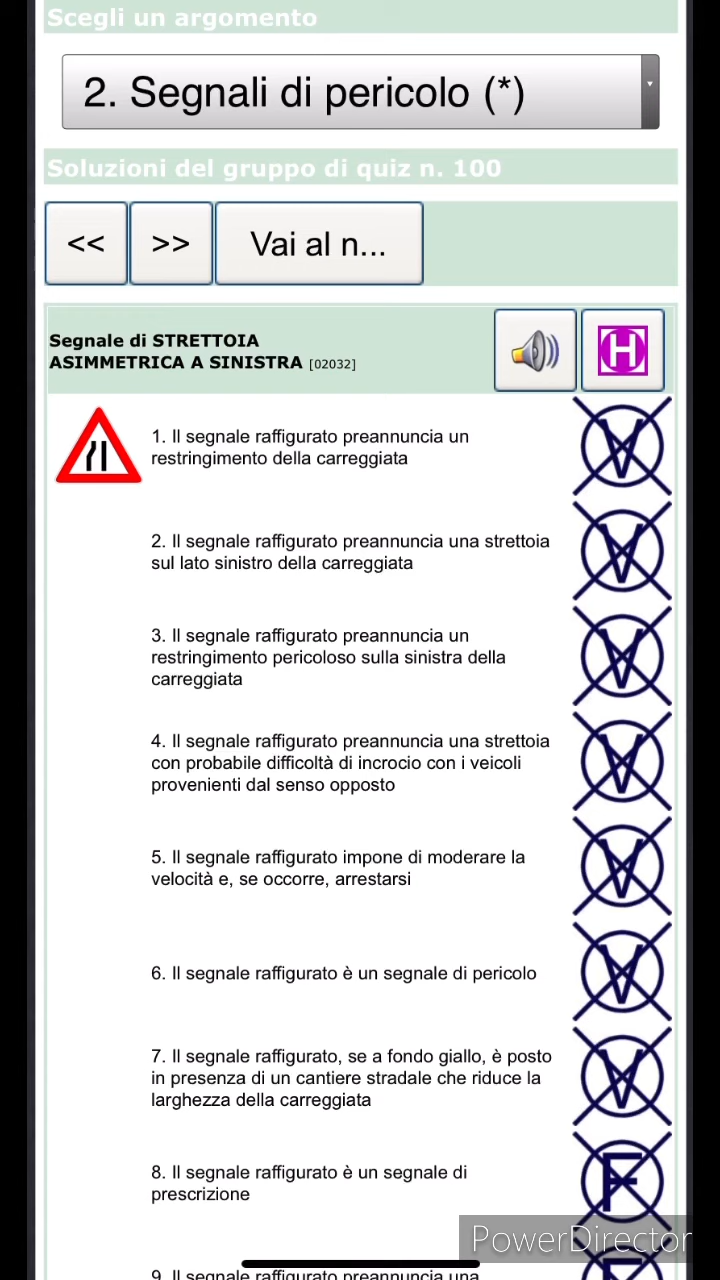 Scegli un argomento
2. Segnali di pericolo (*)
Soluzioni del gruppo di quiz n. 100
<< >> Vai al n...
Segnale di STRETTOIA
ASIMMETRICA A SINISTRA [02032]
H
1. Il segnale raffigurato preannuncia un
restringimento della carreggiata
V
2. Il segnale raffigurato preannuncia una strettoia
sul lato sinistro della carreggiata
V
3. Il segnale raffigurato preannuncia un
restringimento pericoloso sulla sinistra della
carreggiata
V
4. Il segnale raffigurato preannuncia una strettoia
con probabile difficoltà di incrocio con i veicoli
provenienti dal senso opposto
V
5. Il segnale raffigurato impone di moderare la
velocità e, se occorre, arrestarsi
V
6. Il segnale raffigurato è un segnale di pericolo
V
7. Il segnale raffigurato, se a fondo giallo, è posto
in presenza di un cantiere stradale che riduce la
larghezza della carreggiata
V
8. Il segnale raffigurato è un segnale di
prescrizione
F
PowerDirector
9. Il segnale raffigurato preannuncia una